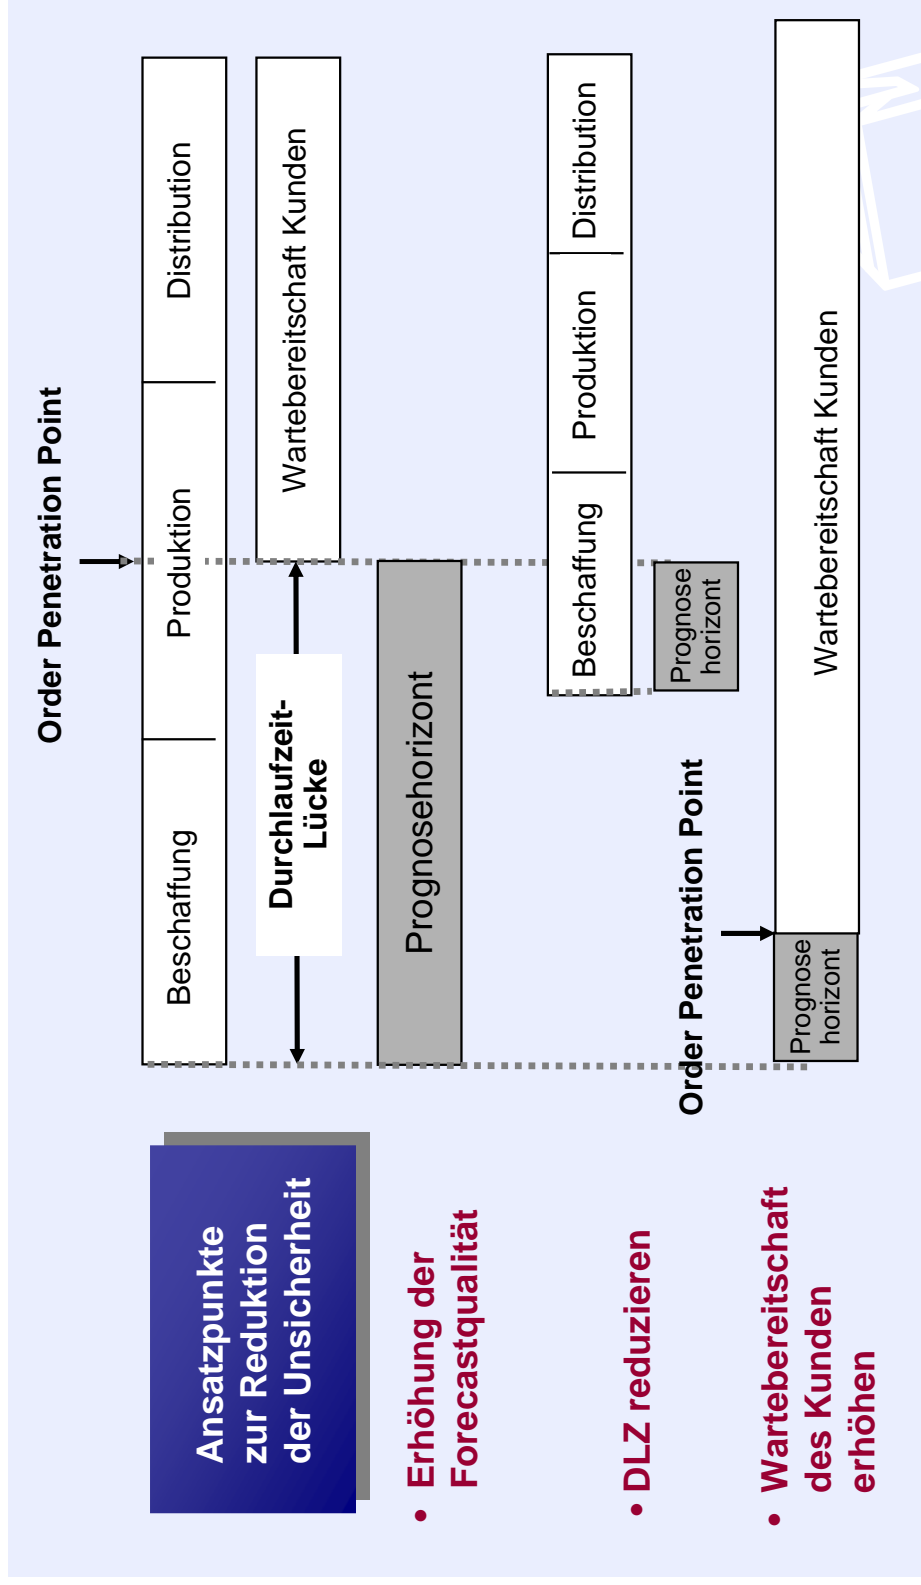 Ansatzpunkte
zur Reduktion
der Unsicherheit
Order Penetration Point
Beschaffung
Produktion
Distribution
Durchlaufzeit-
Lücke
Wartebereitschaft Kunden
• Erhöhung der
Forecastqualität
Prognosehorizont
• DLZ reduzieren
Beschaffung
Produktion
Distribution
Prognose
horizont
Order Penetration Point
• Wartebereitschaft
des Kunden
erhöhen
Prognose
horizont
Wartebereitschaft Kunden